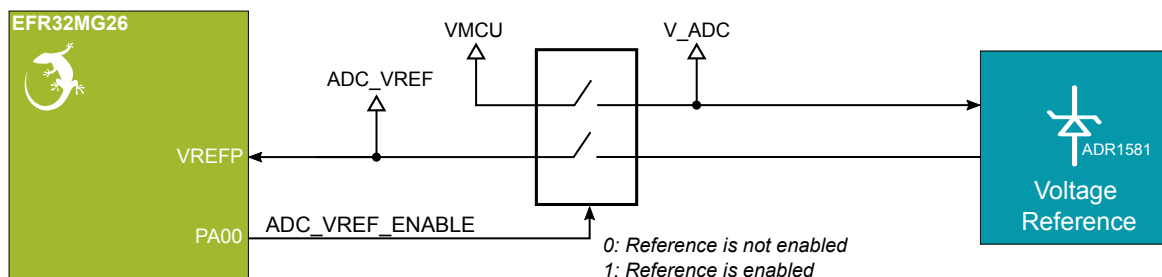 EFR32MG26
VMCU
V_ADC
ADC_VREF
VREFP
ADR1581
Voltage
Reference
PA00
ADC_VREF_ENABLE
0: Reference is not enabled
1: Reference is enabled